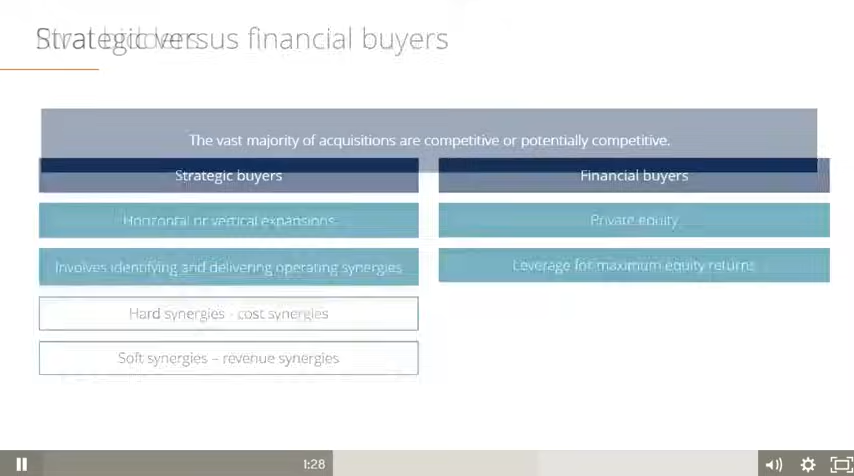 Strategic versus financial buyers
The vast majority of acquisitions are competitive or potentially competitive.
Strategic buyers
Financial buyers
Horizontal or vertical expansions
Private equity
Involves identifying and delivering operating synergies
Leverage for maximum equity returns
Hard synergies - cost synergies
Soft synergies – revenue synergies
1:28